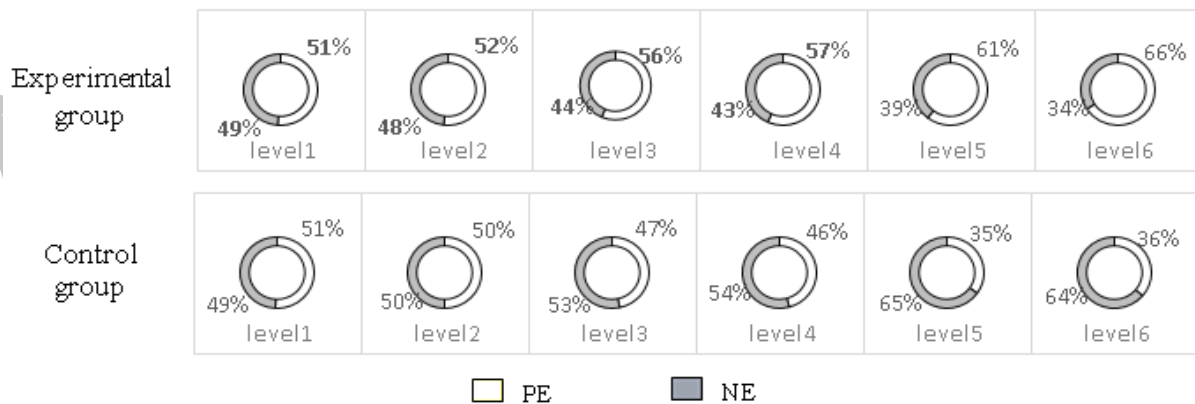 51% 52% 56% 57% 61% 66%
Experimental
group
49% 48% 44% 43% 39% 34%
level1 level2 level3 level4 level5 level6
51% 50% 47% 46% 35% 36%
Control
group
49% 50% 53% 54% 65% 64%
level1 level2 level3 level4 level5 level6
PE NE